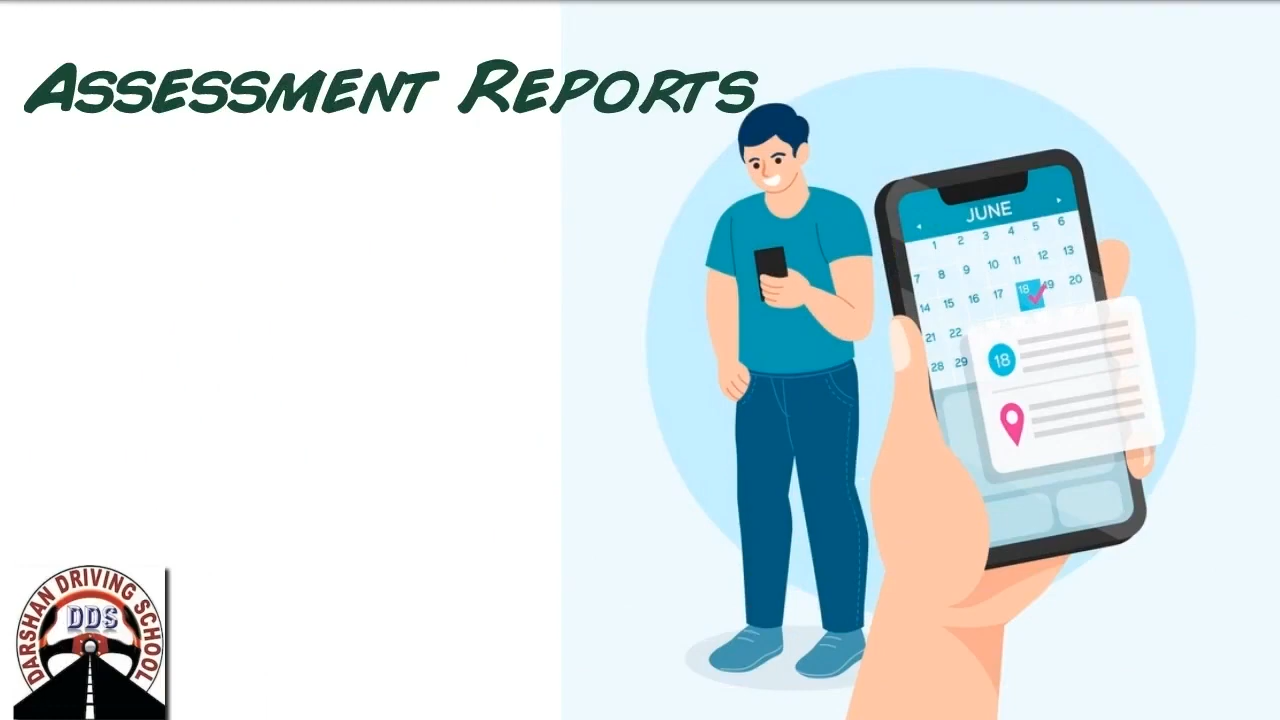 Assessment Reports
JUNE
1 2 3 4 5 6
7 8 9 10 11 12 13
14 15 16 17 18 19 20
21 22
28 29
18
DARSHAN DRIVING SCHOOL
DDS